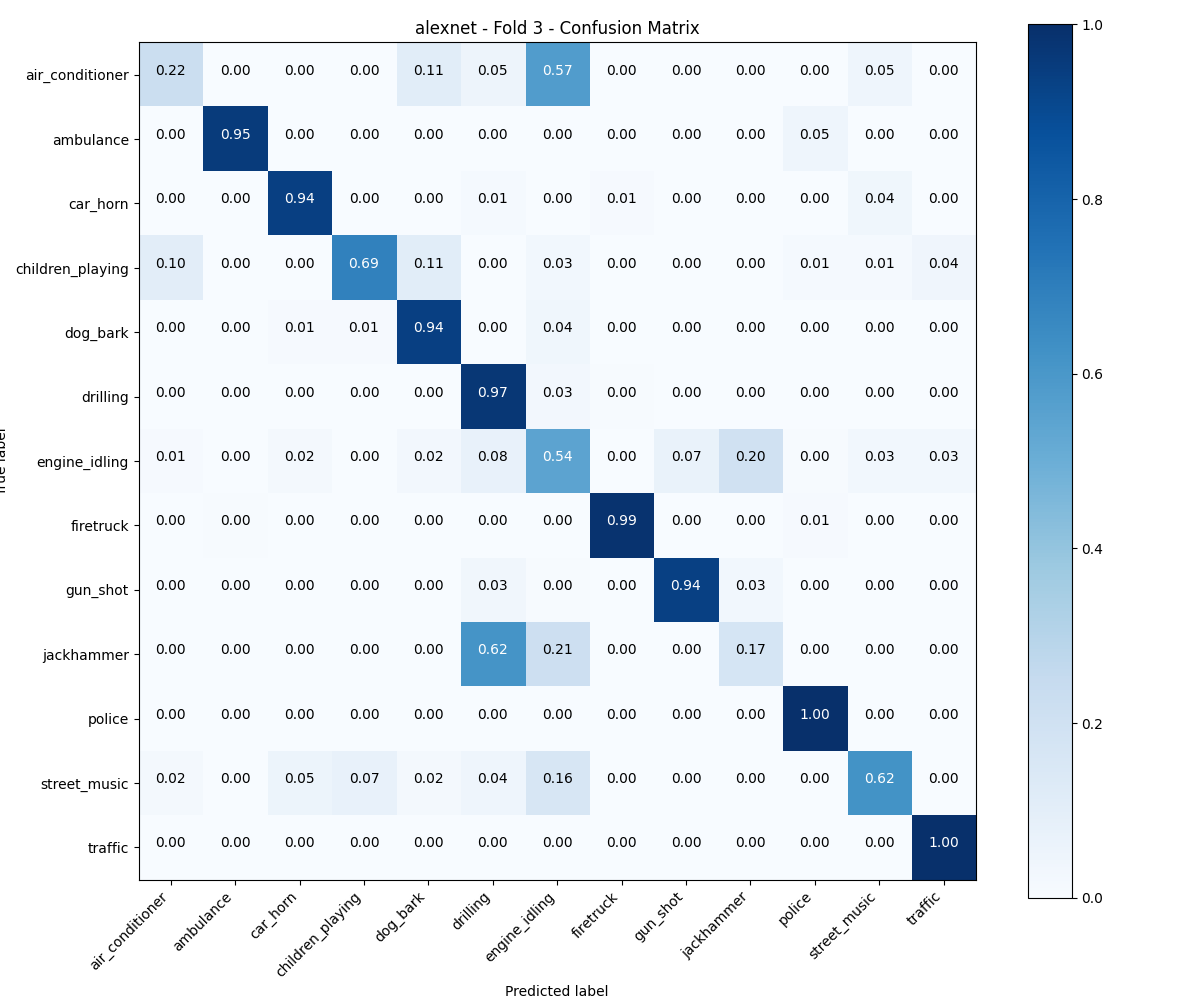 alexnet - Fold 3 - Confusion Matrix
air_conditioner 0.22 0.00 0.00 0.00 0.11 0.05 0.57 0.00 0.00 0.00 0.00 0.05 0.00
ambulance 0.00 0.95 0.00 0.00 0.00 0.00 0.00 0.00 0.00 0.00 0.05 0.00 0.00
car_horn 0.00 0.00 0.94 0.00 0.00 0.01 0.00 0.01 0.00 0.00 0.00 0.04 0.00
children_playing 0.10 0.00 0.00 0.69 0.11 0.00 0.03 0.00 0.00 0.00 0.01 0.01 0.04
dog_bark 0.00 0.00 0.01 0.01 0.94 0.00 0.04 0.00 0.00 0.00 0.00 0.00 0.00
drilling 0.00 0.00 0.00 0.00 0.00 0.97 0.03 0.00 0.00 0.00 0.00 0.00 0.00
engine_idling 0.01 0.00 0.02 0.00 0.02 0.08 0.54 0.00 0.07 0.20 0.00 0.03 0.03
firetruck 0.00 0.00 0.00 0.00 0.00 0.00 0.00 0.99 0.00 0.00 0.01 0.00 0.00
gun_shot 0.00 0.00 0.00 0.00 0.00 0.03 0.00 0.00 0.94 0.03 0.00 0.00 0.00
jackhammer 0.00 0.00 0.00 0.00 0.00 0.62 0.21 0.00 0.00 0.17 0.00 0.00 0.00
police 0.00 0.00 0.00 0.00 0.00 0.00 0.00 0.00 0.00 0.00 1.00 0.00 0.00
street_music 0.02 0.00 0.05 0.07 0.02 0.04 0.16 0.00 0.00 0.00 0.00 0.62 0.00
traffic 0.00 0.00 0.00 0.00 0.00 0.00 0.00 0.00 0.00 0.00 0.00 0.00 1.00
air_conditioner ambulance car_horn children_playing dog_bark drilling engine_idling firetruck gun_shot jackhammer police street_music traffic
Predicted label
1.0
0.8
0.6
0.4
0.2
0.0